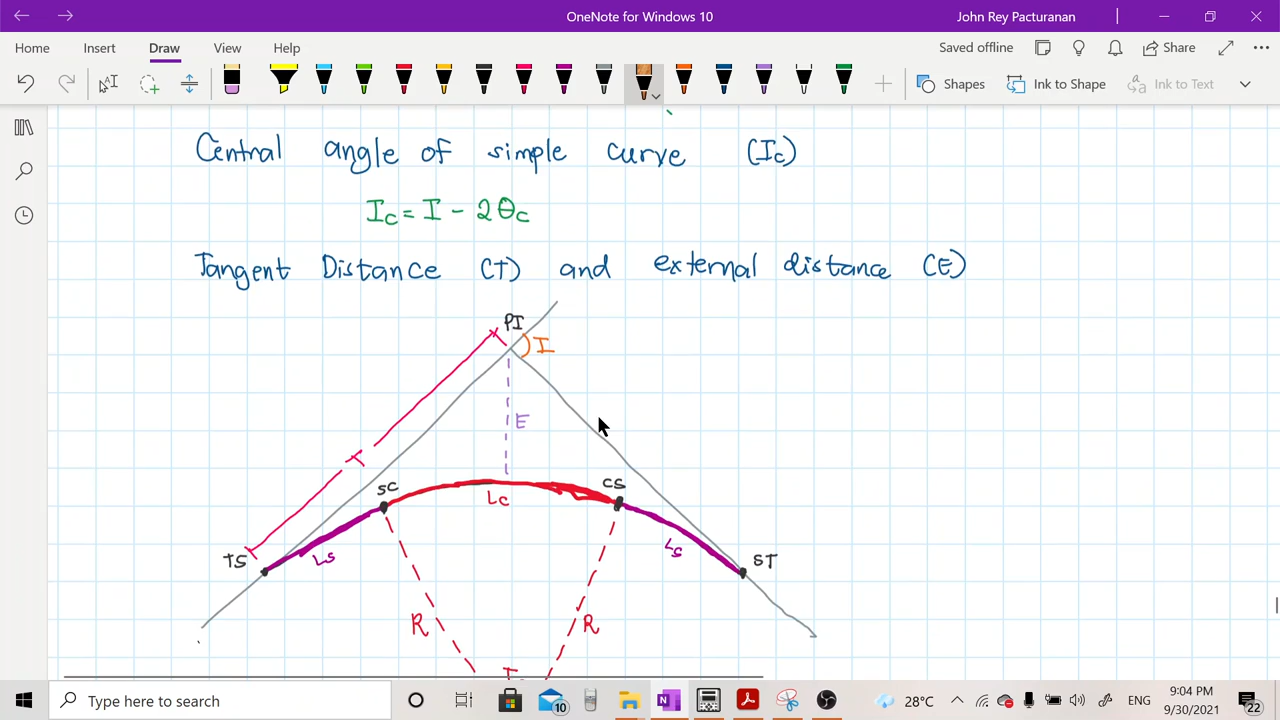 OneNote for Windows 10
John Rey Pacturanan
Home Insert Draw View Help
Saved offline
Share
Shapes
Ink to Shape
Ink to Text
Central angle of simple curve (Ic)
Ic = I - 2θc
Tangent Distance (T) and external distance (E)
PI
I
E
T
SC
CS
Lc
TS
Ls
Ls
ST
R
R
Type here to search
10
28°C
ENG
9:04 PM
9/30/2021
22